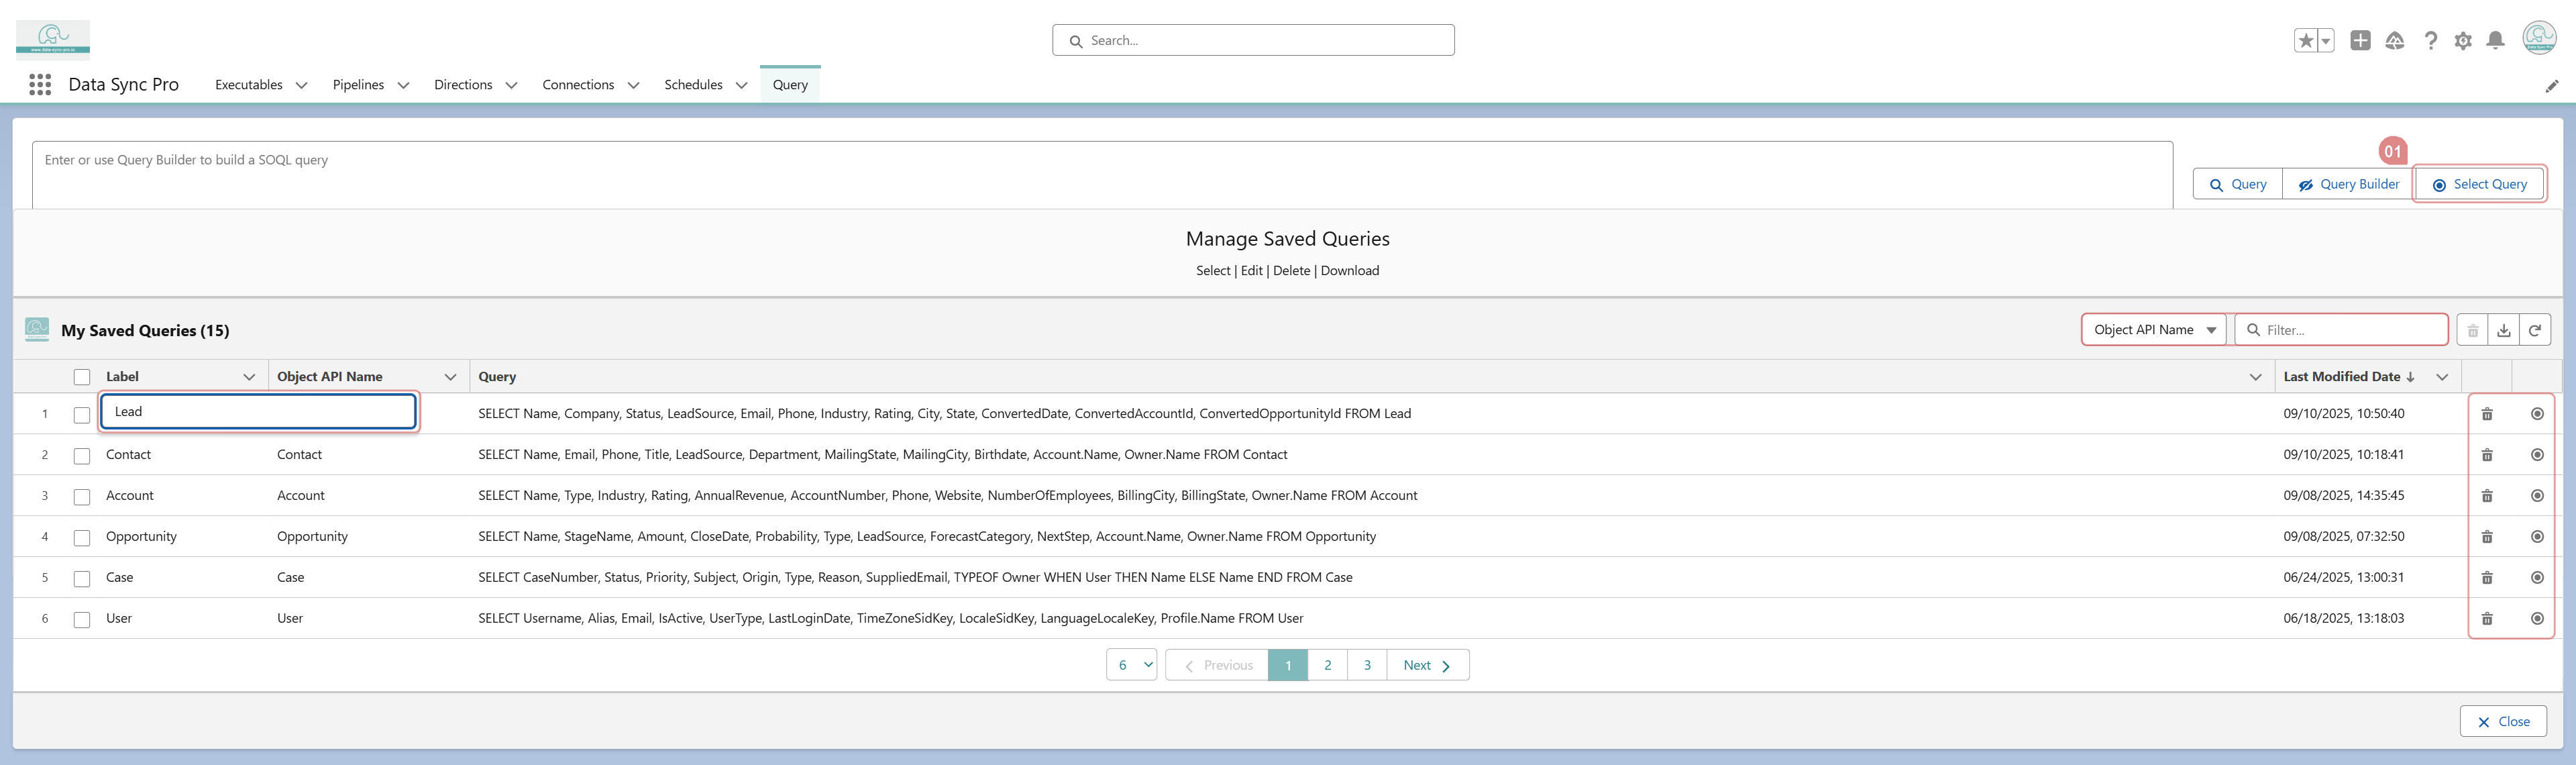 www.data-sync-pro.io
Search...
Data Sync Pro
Executables Pipelines Directions Connections Schedules Query
Enter or use Query Builder to build a SOQL query
01
Query Query Builder Select Query
Manage Saved Queries
Select | Edit | Delete | Download
My Saved Queries (15)
Object API Name Filter...
Label Object API Name Query Last Modified Date
1 Lead SELECT Name, Company, Status, LeadSource, Email, Phone, Industry, Rating, City, State, ConvertedDate, ConvertedAccountId, ConvertedOpportunityId FROM Lead 09/10/2025, 10:50:40
2 Contact Contact SELECT Name, Email, Phone, Title, LeadSource, Department, MailingState, MailingCity, Birthdate, Account.Name, Owner.Name FROM Contact 09/10/2025, 10:18:41
3 Account Account SELECT Name, Type, Industry, Rating, AnnualRevenue, AccountNumber, Phone, Website, NumberOfEmployees, BillingCity, BillingState, Owner.Name FROM Account 09/08/2025, 14:35:45
4 Opportunity Opportunity SELECT Name, StageName, Amount, CloseDate, Probability, Type, LeadSource, ForecastCategory, NextStep, Account.Name, Owner.Name FROM Opportunity 09/08/2025, 07:32:50
5 Case Case SELECT CaseNumber, Status, Priority, Subject, Origin, Type, Reason, SuppliedEmail, TYPEOF Owner WHEN User THEN Name ELSE Name END FROM Case 06/24/2025, 13:00:31
6 User User SELECT Username, Alias, Email, IsActive, UserType, LastLoginDate, TimeZoneSidKey, LocaleSidKey, LanguageLocaleKey, Profile.Name FROM User 06/18/2025, 13:18:03
6 Previous 1 2 3 Next
Close